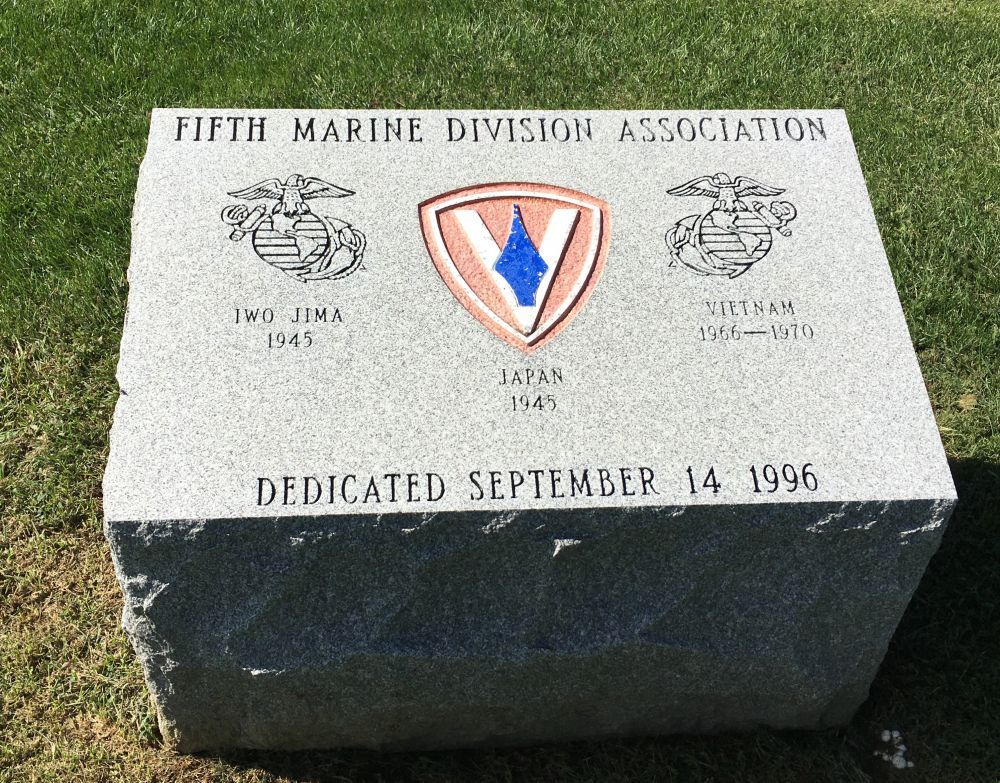 FIFTH MARINE DIVISION ASSOCIATION
IWO JIMA
1945
JAPAN
1945
VIETNAM
1966—1970
DEDICATED SEPTEMBER 14 1996